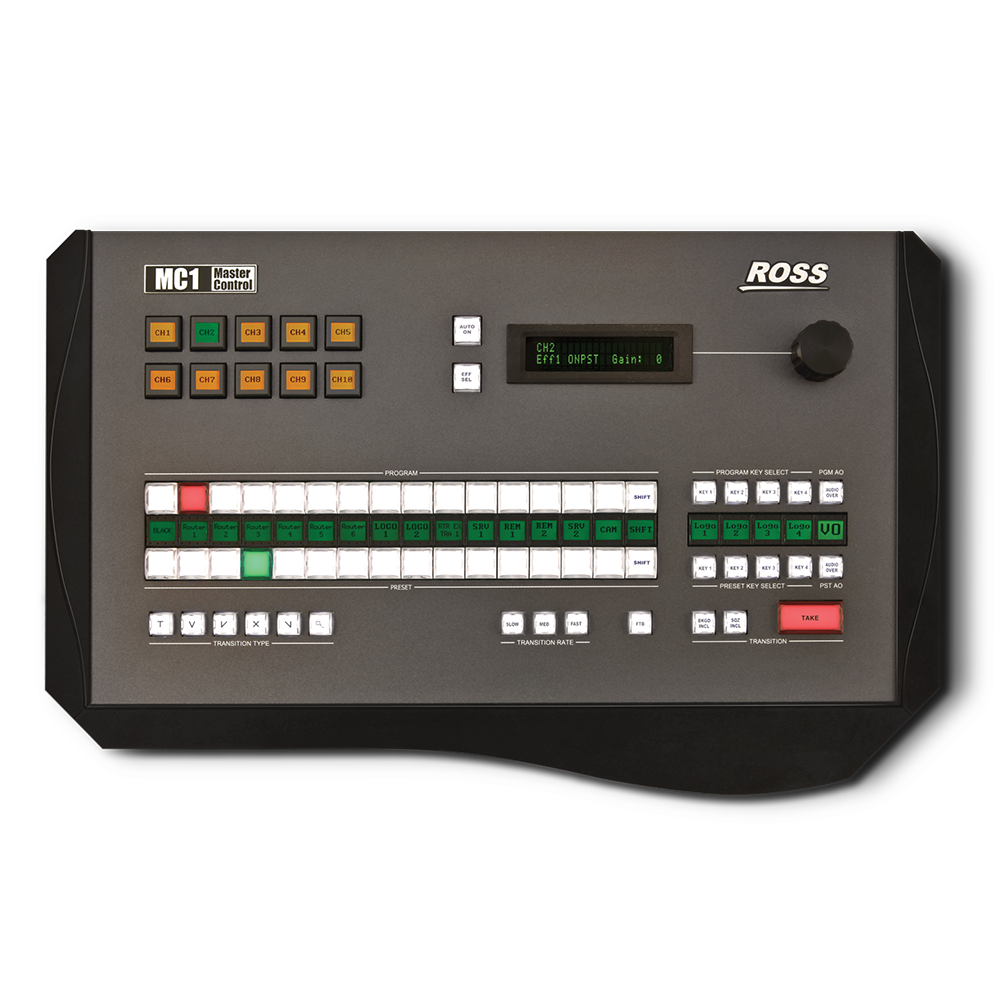 MC1 Master Control
ROSS
CH1 CH2 CH3 CH4 CH5
AUTO ON
CH2
Eff1 ONPST Gain: 0
CH6 CH7 CH8 CH9 CH10
EFF SEL
PROGRAM
PROGRAM KEY SELECT PGM AO
SHIFT
KEY 1 KEY 2 KEY 3 KEY 4 AUDIO OVER
BLACK Router 1 Router 2 Router 3 Router 4 Router 5 Router 6 LOGO 1 LOGO 2 RTR EX SRV 1 REM 1 REM 2 SRV 2 CAM SHFT
Logo 1 Logo 2 Logo 3 Logo 4 VO
SHIFT
KEY 1 KEY 2 KEY 3 KEY 4 AUDIO OVER
PRESET
PRESET KEY SELECT PST AO
T V X
SLOW MED FAST
FTB
BKGD INCL SQZ INCL
TAKE
TRANSITION TYPE
TRANSITION RATE
TRANSITION